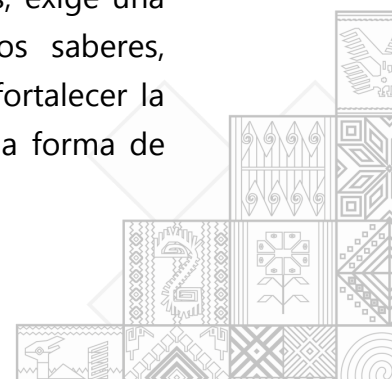 , exige una
os saberes,
fortalecer la
a forma de